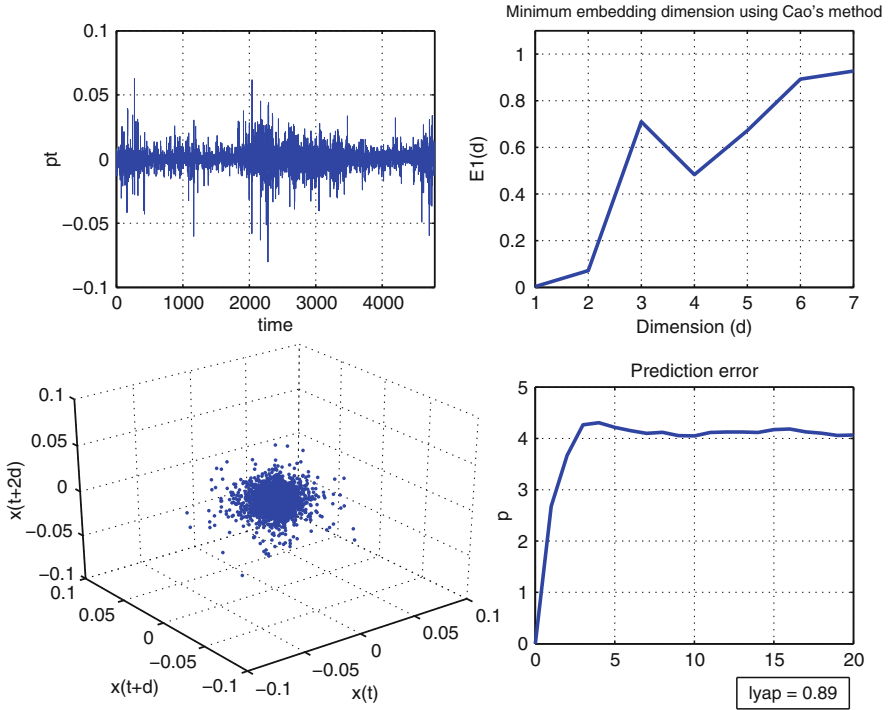 0.1
0.05
0
−0.05
−0.1
pt
0 1000 2000 3000 4000
time
Minimum embedding dimension using Cao's method
1
0.8
0.6
0.4
0.2
0
E1(d)
1 2 3 4 5 6 7
Dimension (d)
0.1
0.05
0
−0.05
−0.1
x(t+2d)
0.1
0.05
0
−0.05
−0.1
x(t+d)
−0.1
−0.05
0
0.05
0.1
x(t)
Prediction error
5
4
3
2
1
0
p
0 5 10 15 20
lyap = 0.89